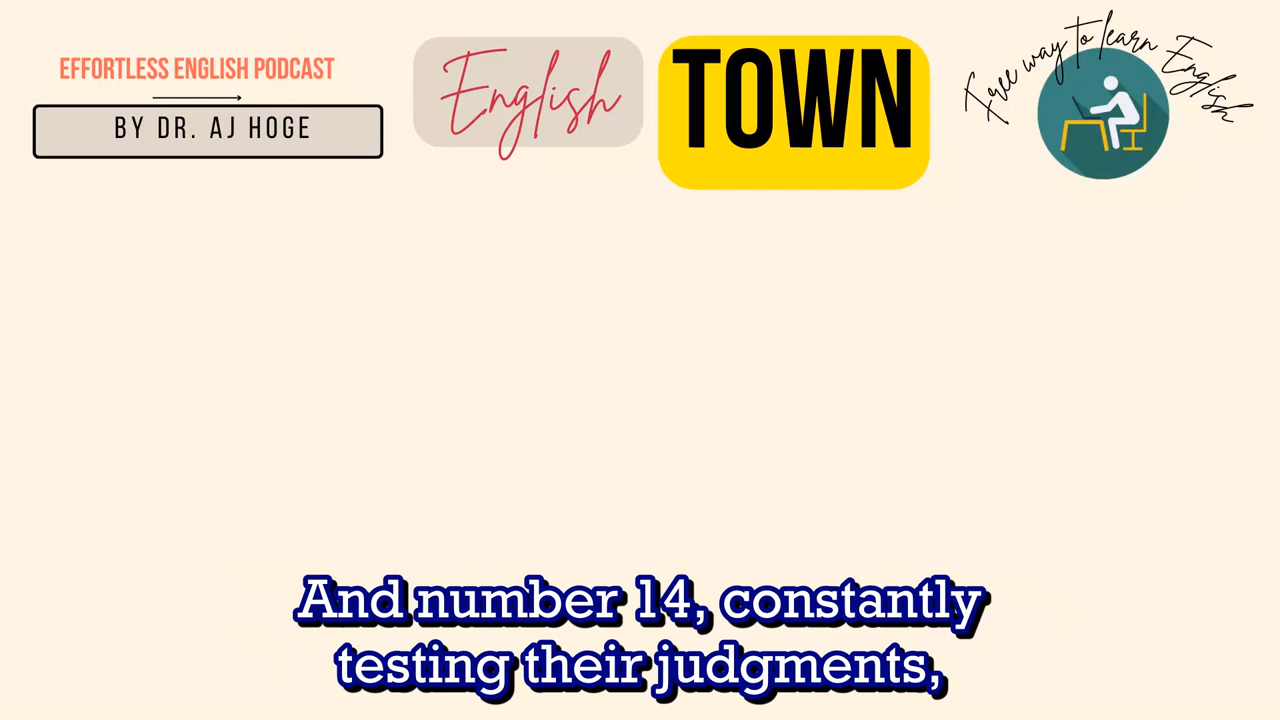 EFFORTLESS ENGLISH PODCAST
BY DR. AJ HOGE
English
TOWN
Free way to learn English
And number 14, constantly
testing their judgments,